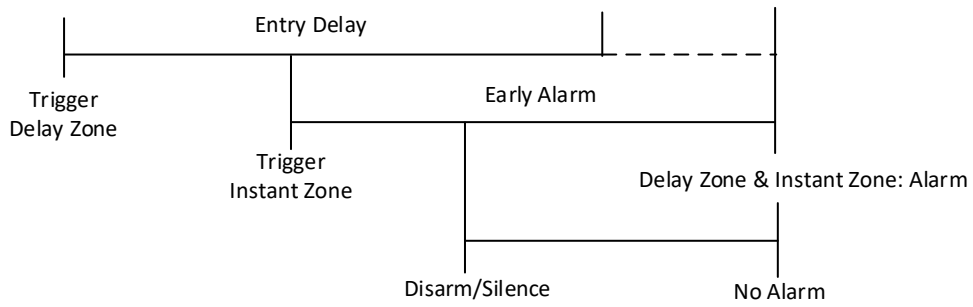 Entry Delay
Trigger
Delay Zone
Early Alarm
Trigger
Instant Zone
Delay Zone & Instant Zone: Alarm
Disarm/Silence
No Alarm